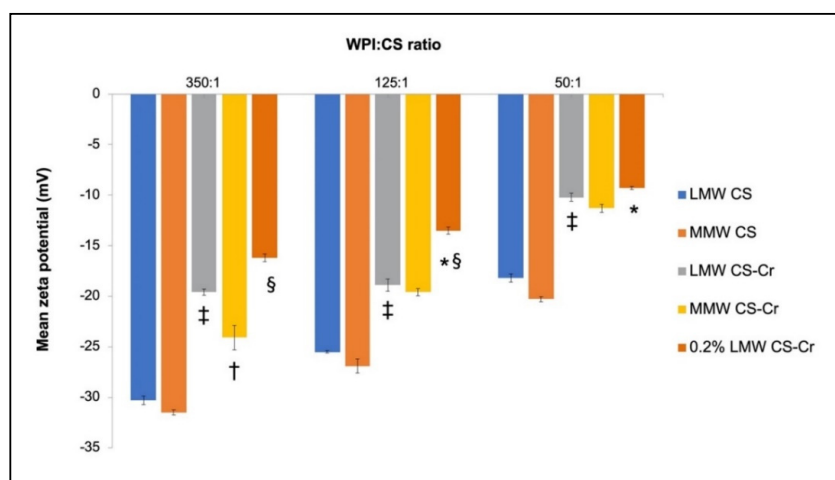 WPI:CS ratio
350:1 125:1 50:1
0
-5
-10
-15
-20
-25
-30
-35
Mean zeta potential (mV)
‡ † § ‡ * § ‡ *
LMW CS
MMW CS
LMW CS-Cr
MMW CS-Cr
0.2% LMW CS-Cr